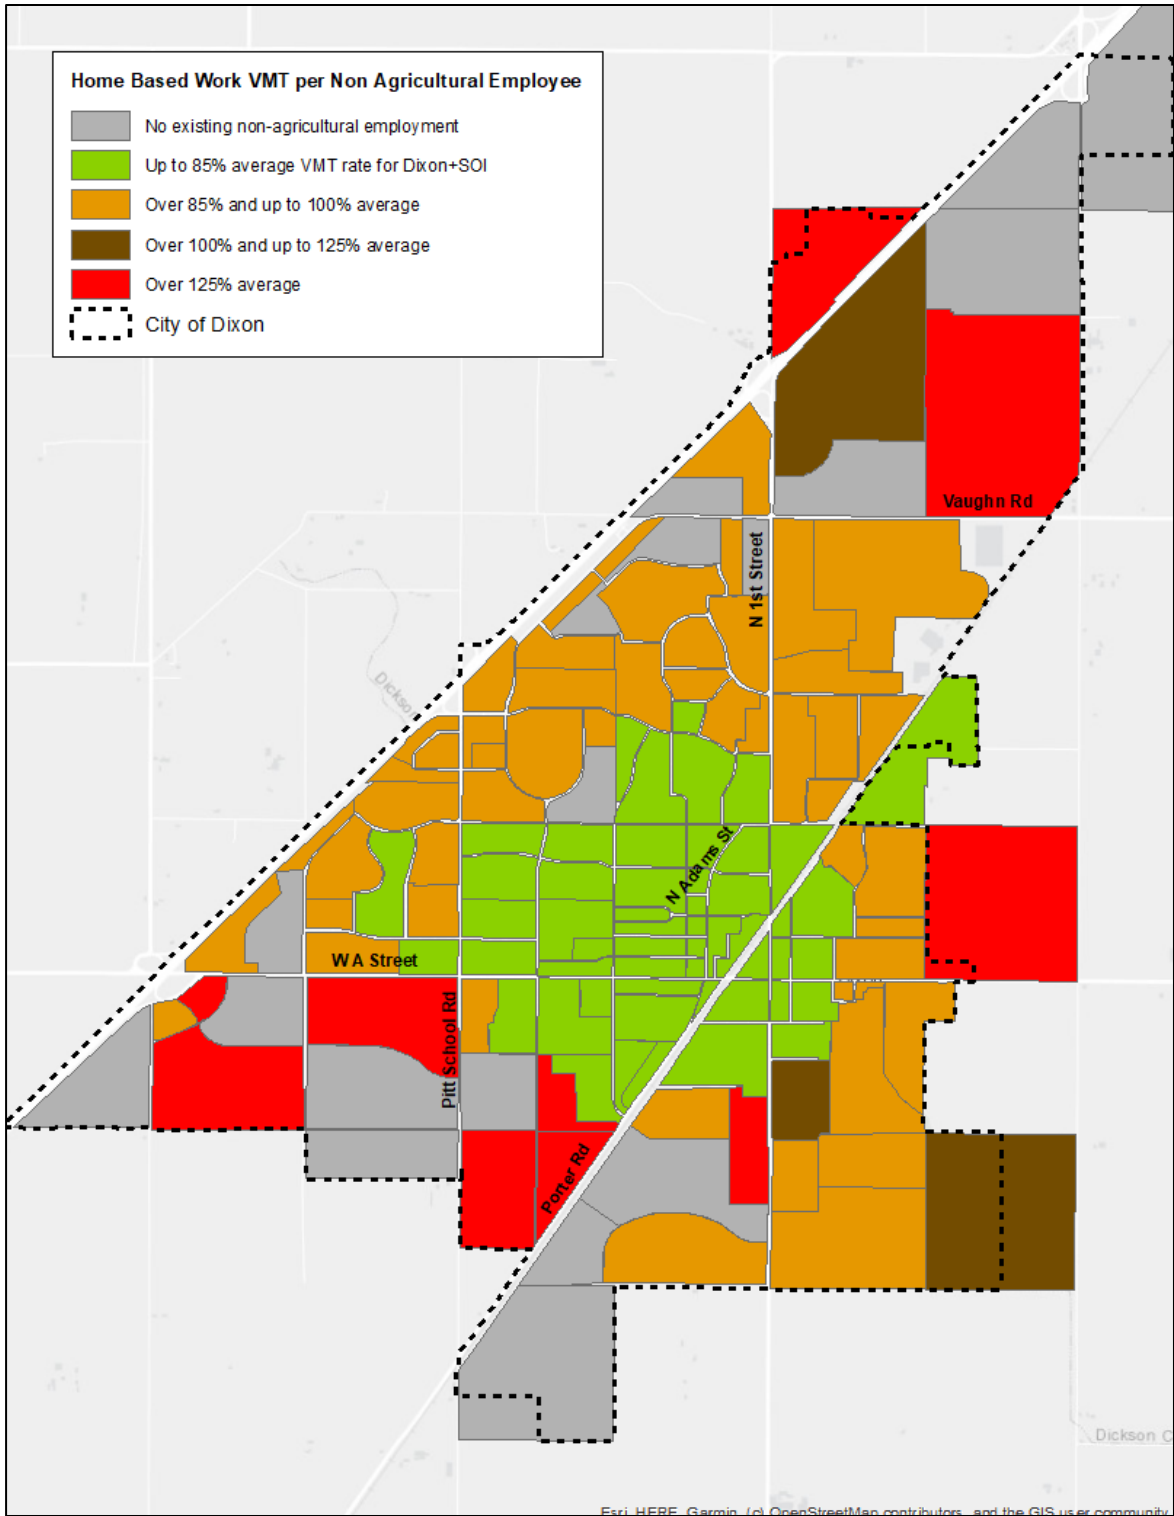 Home Based Work VMT per Non Agricultural Employee
No existing non-agricultural employment
Up to 85% average VMT rate for Dixon+SOI
Over 85% and up to 100% average
Over 100% and up to 125% average
Over 125% average
City of Dixon
Vaughn Rd
N 1st Street
Dickson
N Adams St
WA Street
Pitt School Rd
Porter Rd
Dickson C
Esri, HERE, Garmin, (c) OpenStreetMap contributors, and the GIS user community